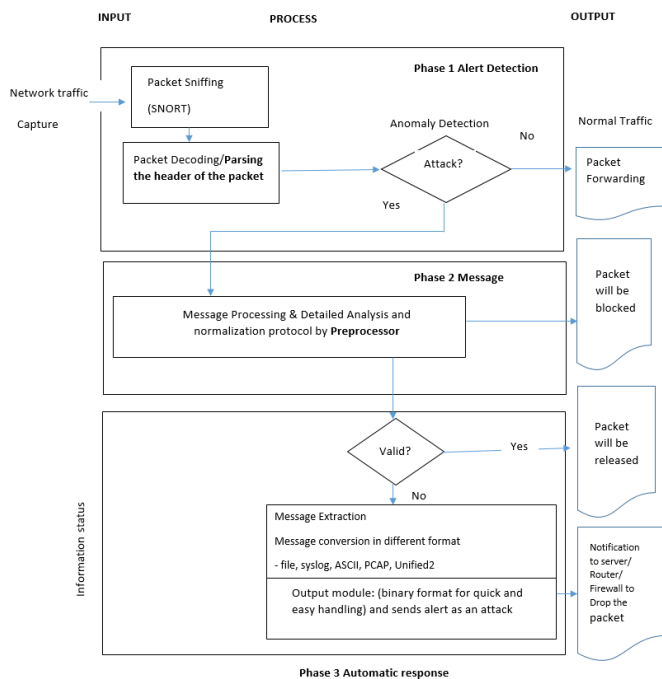 INPUT
PROCESS
OUTPUT
Phase 1 Alert Detection
Network traffic
Capture
Packet Sniffing
(SNORT)
Packet Decoding/Parsing
the header of the packet
Anomaly Detection
Attack?
No
Yes
Normal Traffic
Packet
Forwarding
Phase 2 Message
Message Processing & Detailed Analysis and
normalization protocol by Preprocessor
Packet
will be
blocked
Valid?
Yes
No
Packet
will be
released
Information status
Message Extraction
Message conversion in different format
- file, syslog, ASCII, PCAP, Unified2
Output module: (binary format for quick and
easy handling) and sends alert as an attack
Notification
to server/
Router/
Firewall to
Drop the
packet
Phase 3 Automatic response